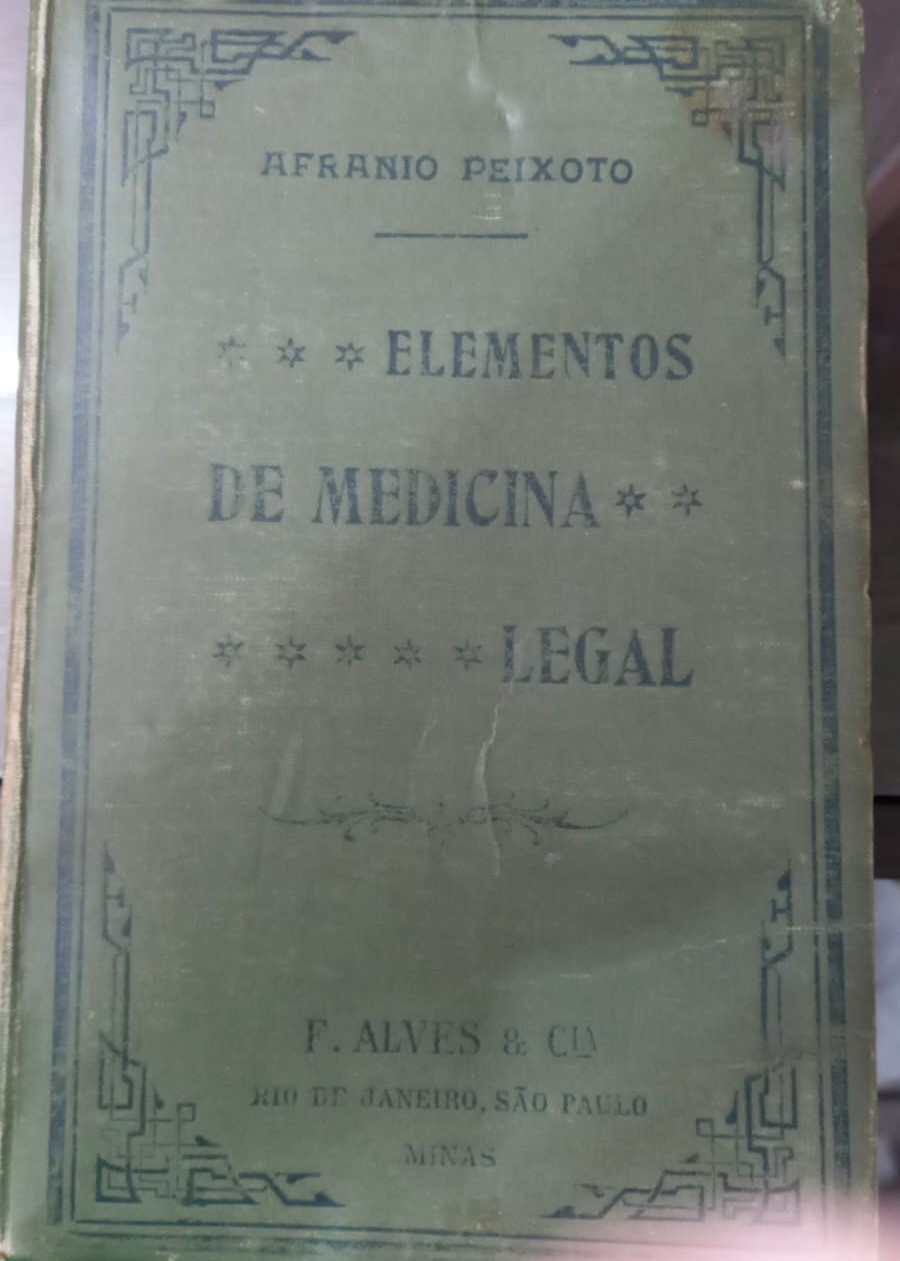 AFRANIO PEIXOTO
* * * ELEMENTOS
DE MEDICINA * *
* * * * * LEGAL
F. ALVES & CIA
RIO DE JANEIRO, SÃO PAULO
MINAS